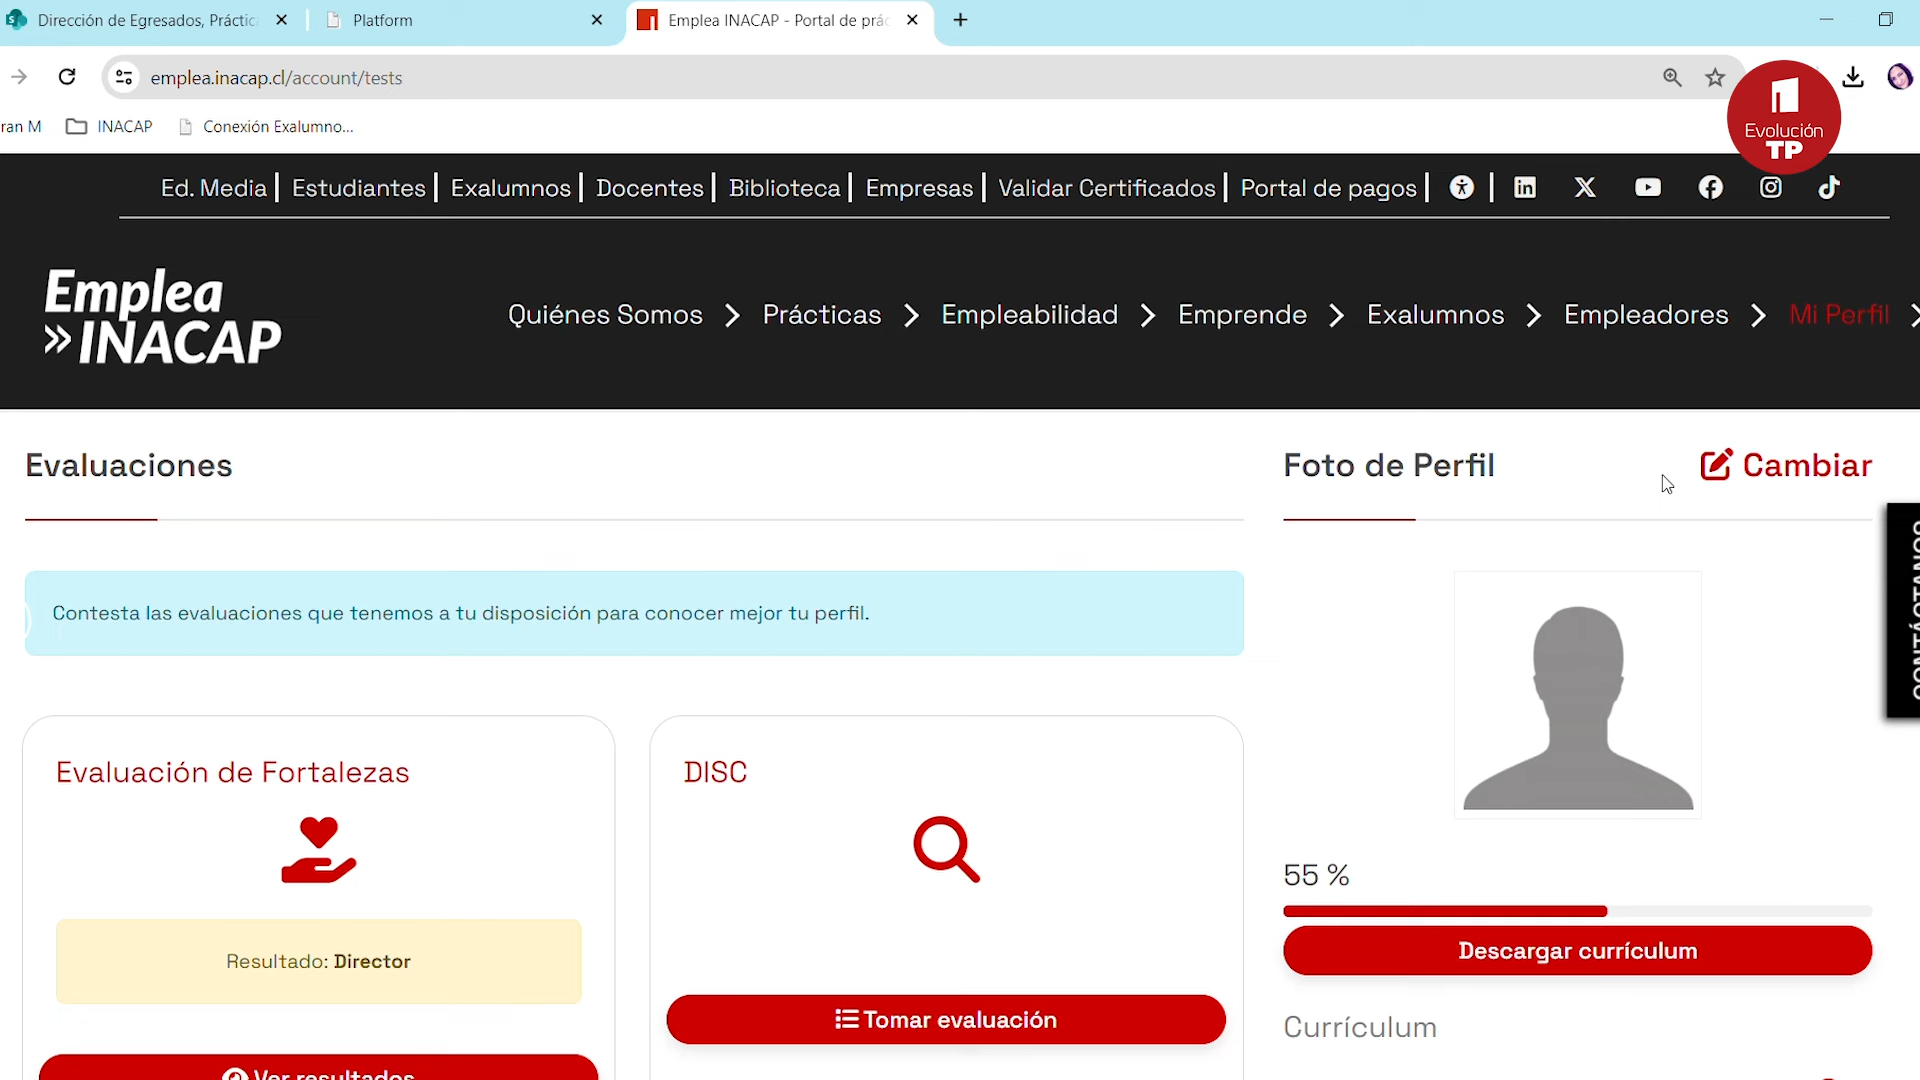 Dirección de Egresados, Práctic
Platform
Emplea INACAP - Portal de prác
emplea.inacap.cl/account/tests
ran M
INACAP
Conexión Exalumno...
Evolución
TP
Ed. Media
Estudiantes
Exalumnos
Docentes
Biblioteca
Empresas
Validar Certificados
Portal de pagos
Emplea
»INACAP
Quiénes Somos
Prácticas
Empleabilidad
Emprende
Exalumnos
Empleadores
Mi Perfil
Evaluaciones
Foto de Perfil
Cambiar
CONTÁCTANOS
Contesta las evaluaciones que tenemos a tu disposición para conocer mejor tu perfil.
Evaluación de Fortalezas
DISC
Resultado: Director
Tomar evaluación
Ver resultados
55 %
Descargar currículum
Currículum